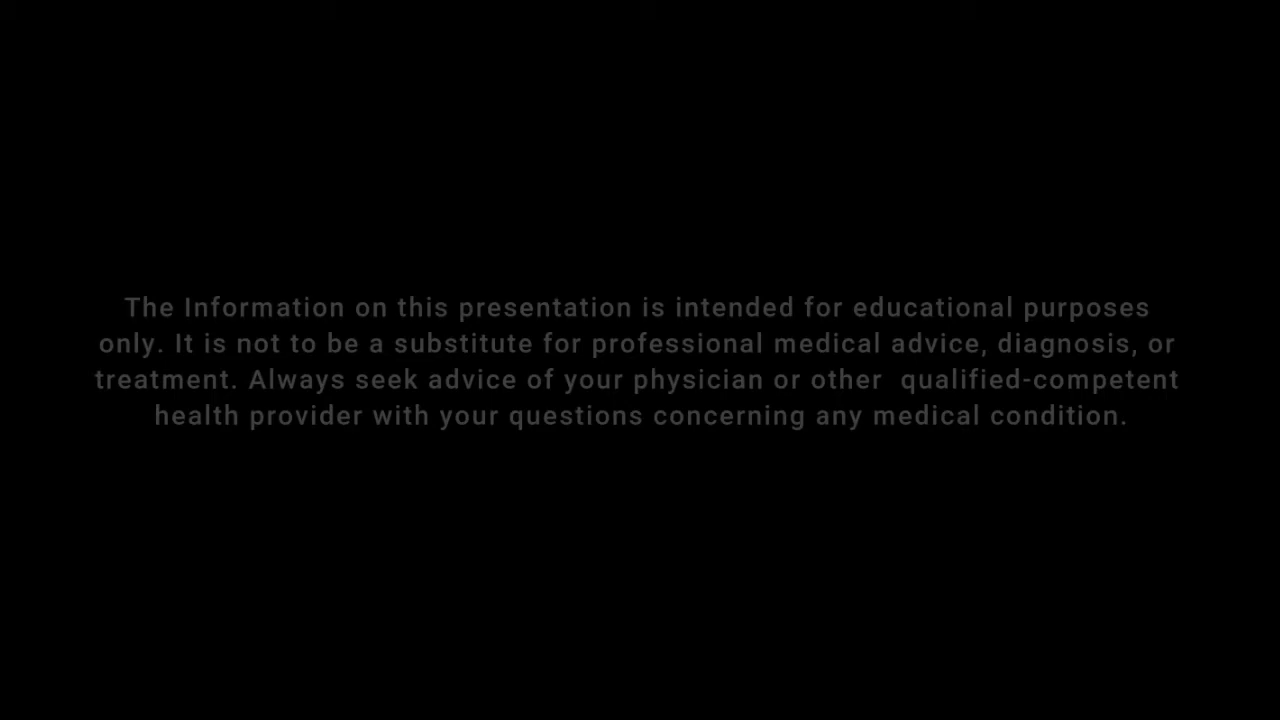 The Information on this presentation is intended for educational purposes
only. It is not to be a substitute for professional medical advice, diagnosis, or
treatment. Always seek advice of your physician or other  qualified-competent
health provider with your questions concerning any medical condition.